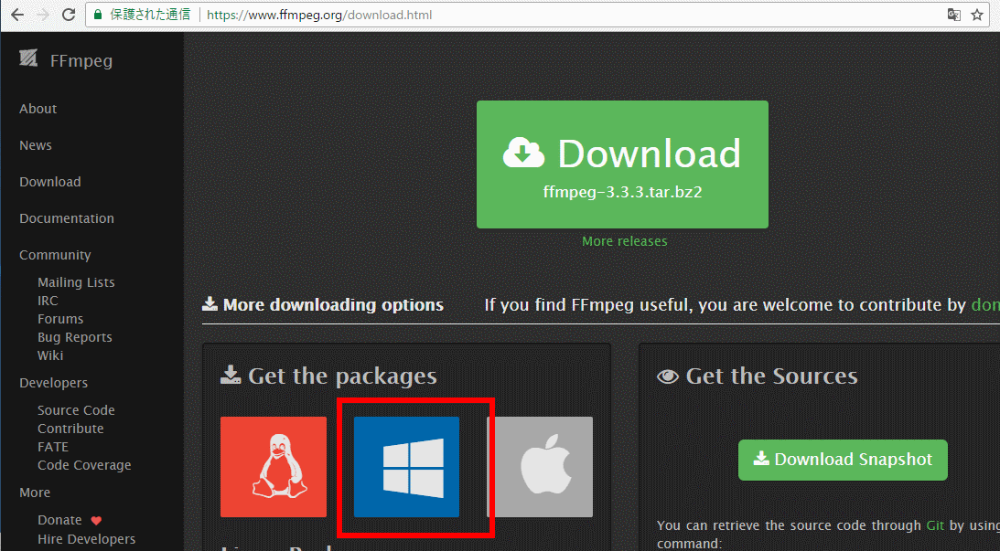 保護された通信
https://www.ffmpeg.org/download.html
FFmpeg
About
News
Download
Documentation
Community
Mailing Lists
IRC
Forums
Bug Reports
Wiki
Developers
Source Code
Contribute
FATE
Code Coverage
More
Donate
Hire Developers
Download
ffmpeg-3.3.3.tar.bz2
More releases
More downloading options
If you find FFmpeg useful, you are welcome to contribute by
Get the packages
Get the Sources
Download Snapshot
You can retrieve the source code through Git by using
command: